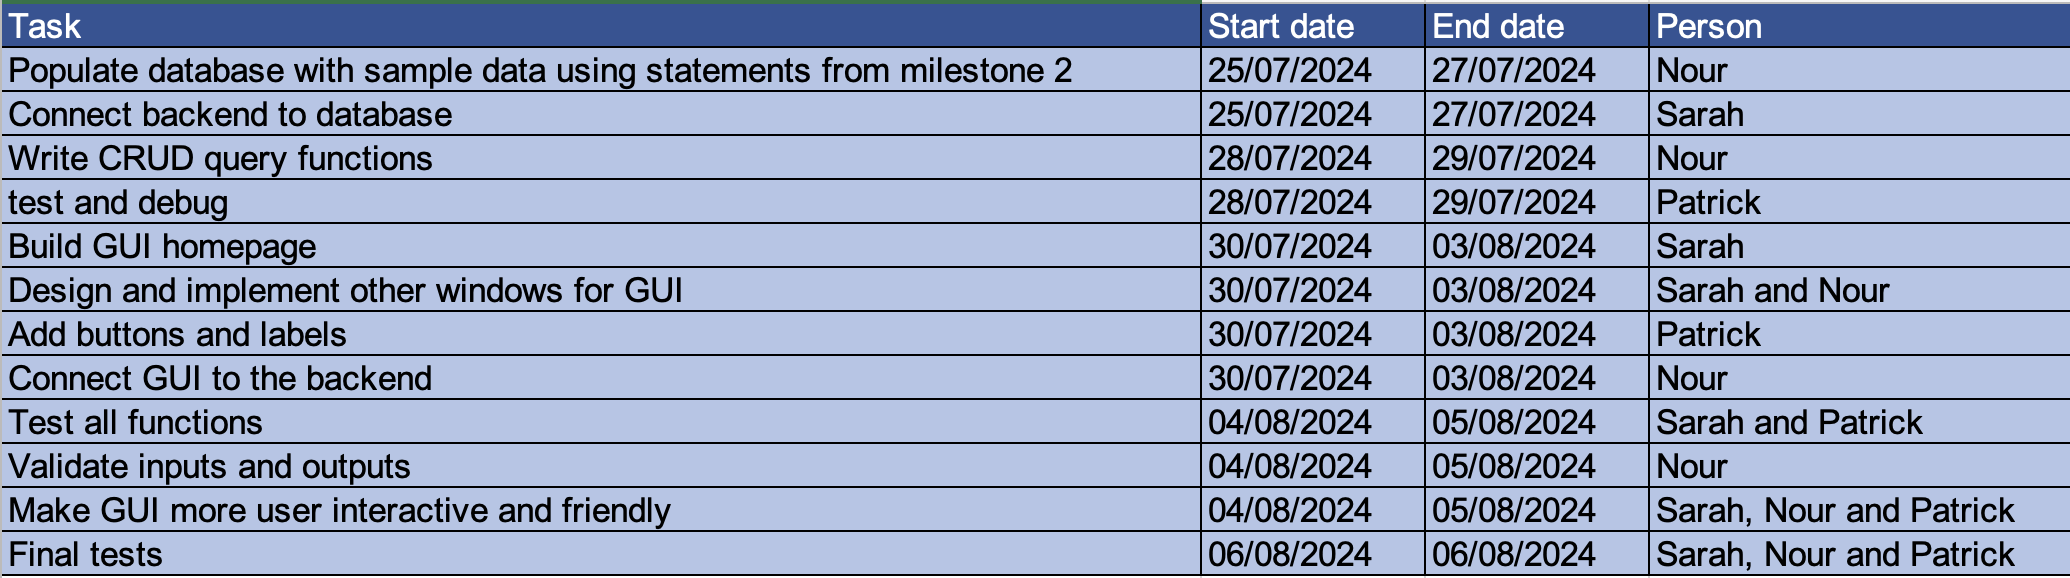 Task Start date End date Person
Populate database with sample data using statements from milestone 2 25/07/2024 27/07/2024 Nour
Connect backend to database 25/07/2024 27/07/2024 Sarah
Write CRUD query functions 28/07/2024 29/07/2024 Nour
test and debug 28/07/2024 29/07/2024 Patrick
Build GUI homepage 30/07/2024 03/08/2024 Sarah
Design and implement other windows for GUI 30/07/2024 03/08/2024 Sarah and Nour
Add buttons and labels 30/07/2024 03/08/2024 Patrick
Connect GUI to the backend 30/07/2024 03/08/2024 Nour
Test all functions 04/08/2024 05/08/2024 Sarah and Patrick
Validate inputs and outputs 04/08/2024 05/08/2024 Nour
Make GUI more user interactive and friendly 04/08/2024 05/08/2024 Sarah, Nour and Patrick
Final tests 06/08/2024 06/08/2024 Sarah, Nour and Patrick